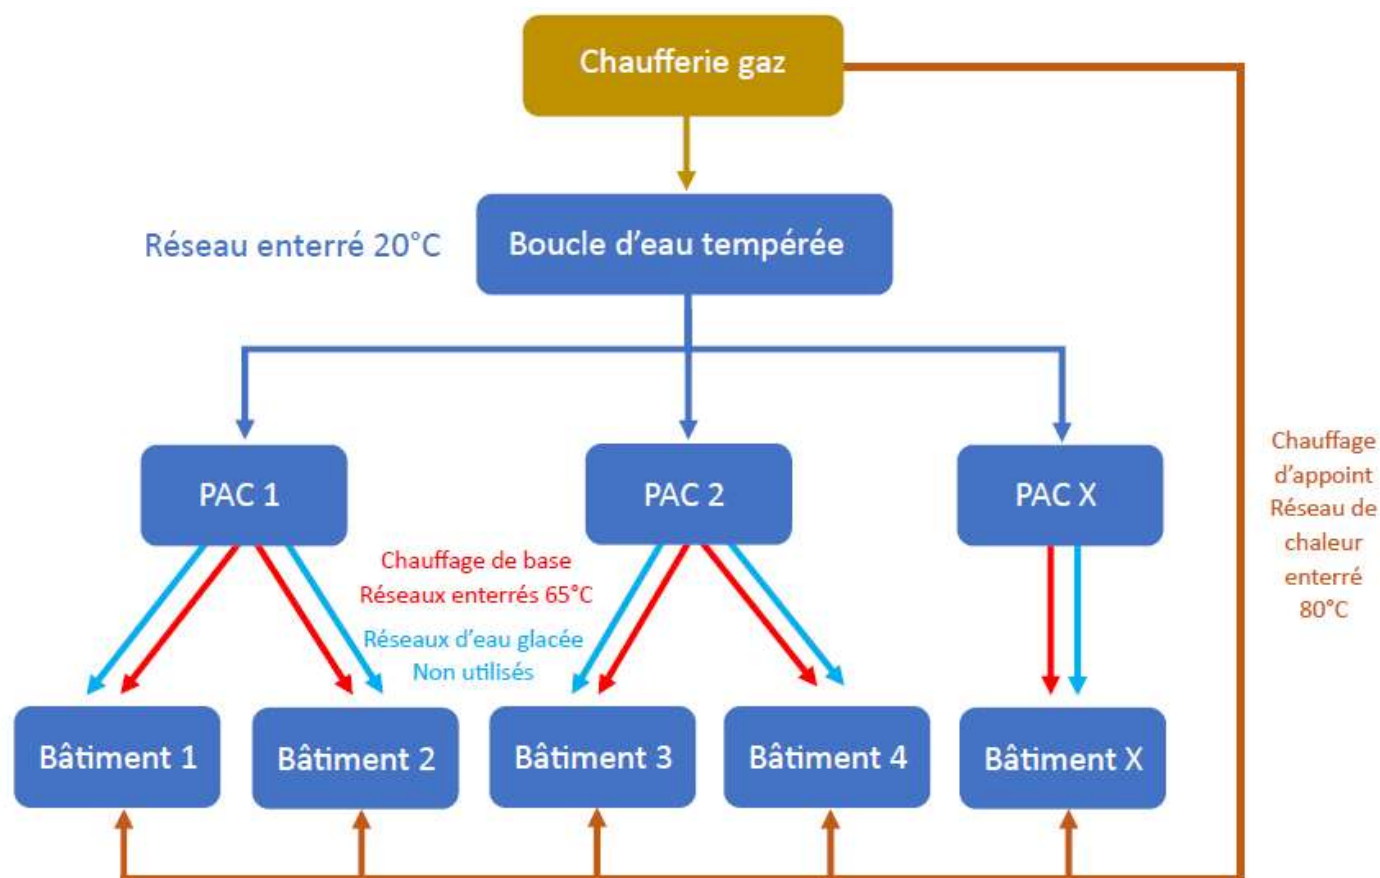 Chaufferie gaz
Réseau enterré 20°C
Boucle d'eau tempérée
PAC 1
PAC 2
PAC X
Chauffage
d'appoint
Réseau de
chaleur
enterré
80°C
Chauffage de base
Réseaux enterrés 65°C
Réseaux d'eau glacée
Non utilisés
Bâtiment 1
Bâtiment 2
Bâtiment 3
Bâtiment 4
Bâtiment X